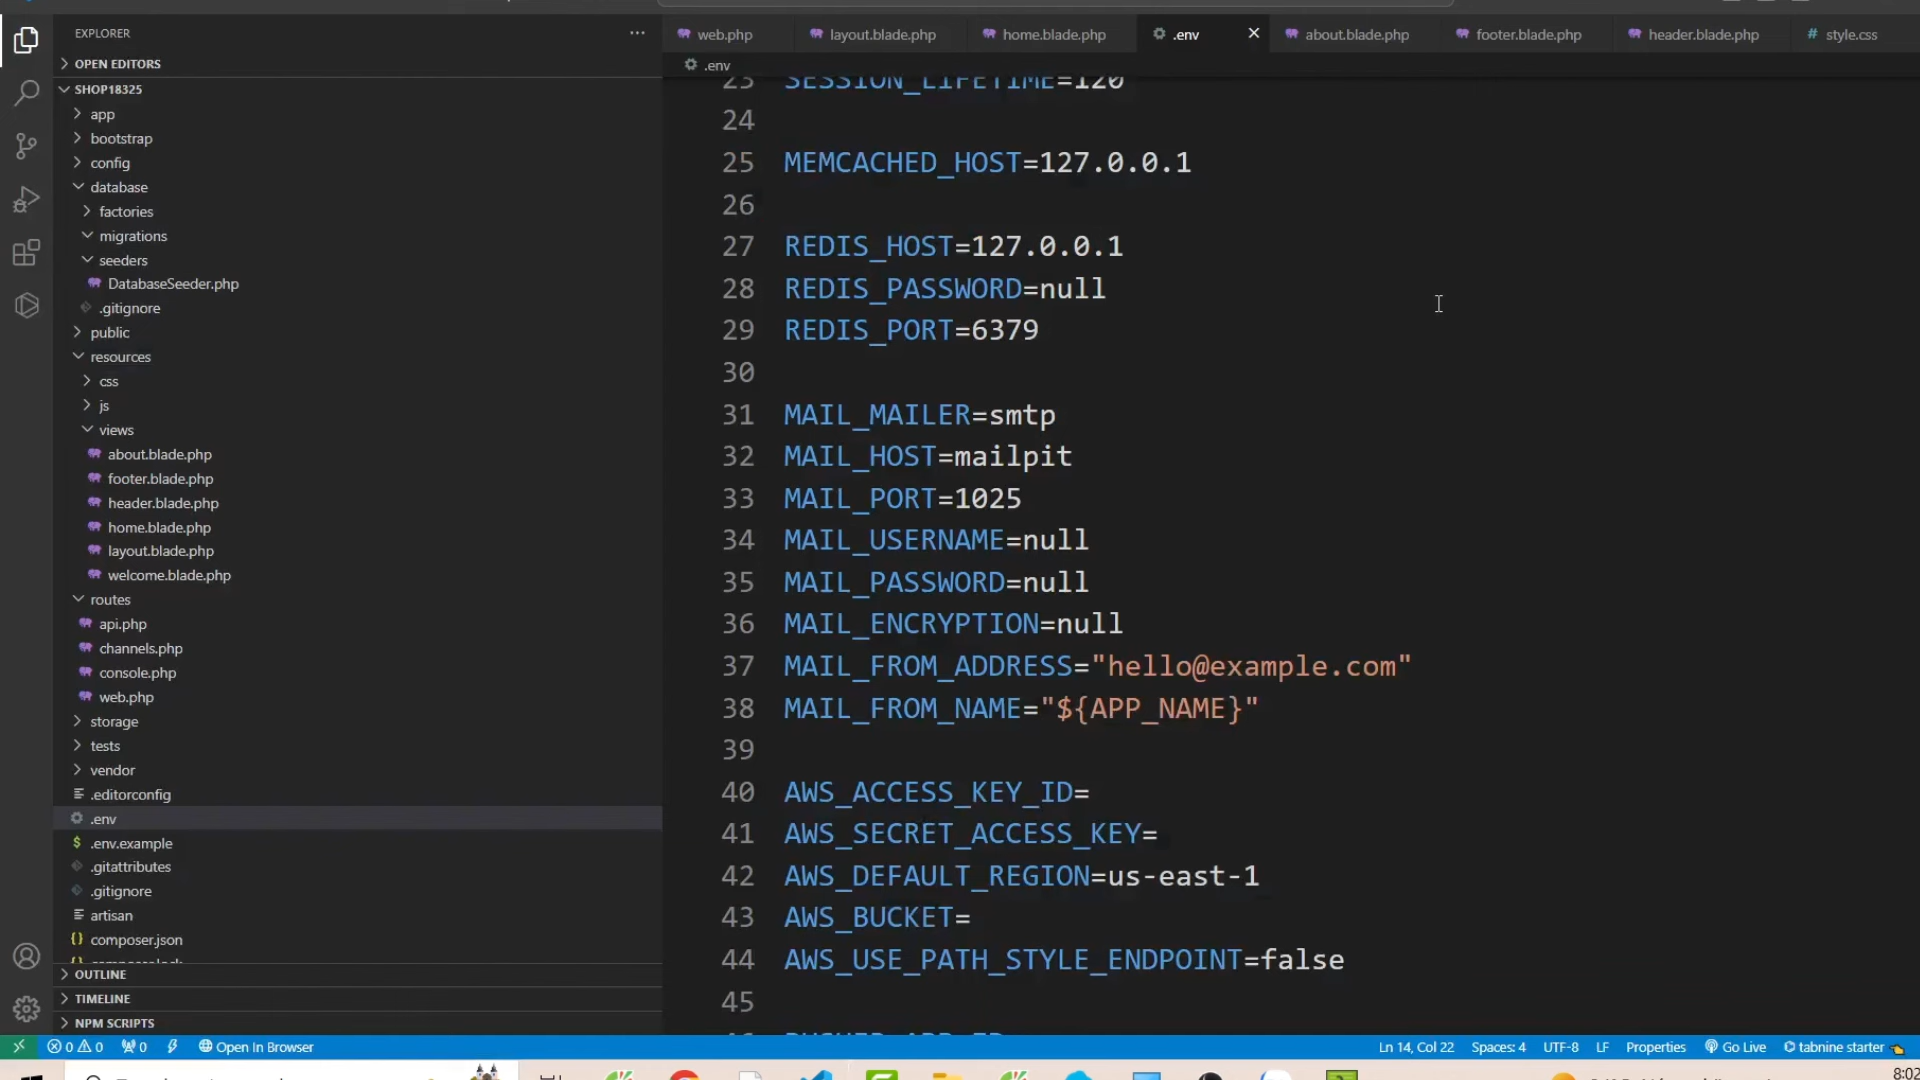 EXPLORER
OPEN EDITORS
SHOP18325
app
bootstrap
config
database
factories
migrations
seeders
DatabaseSeeder.php
.gitignore
public
resources
css
js
views
about.blade.php
footer.blade.php
header.blade.php
home.blade.php
layout.blade.php
welcome.blade.php
routes
api.php
channels.php
console.php
web.php
storage
tests
vendor
.editorconfig
.env
.env.example
.gitattributes
.gitignore
artisan
composer.json
OUTLINE
TIMELINE
NPM SCRIPTS
web.php layout.blade.php home.blade.php .env about.blade.php footer.blade.php header.blade.php style.css
.env
23 SESSION_LIFETIME=120
24
25 MEMCACHED_HOST=127.0.0.1
26
27 REDIS_HOST=127.0.0.1
28 REDIS_PASSWORD=null
29 REDIS_PORT=6379
30
31 MAIL_MAILER=smtp
32 MAIL_HOST=mailpit
33 MAIL_PORT=1025
34 MAIL_USERNAME=null
35 MAIL_PASSWORD=null
36 MAIL_ENCRYPTION=null
37 MAIL_FROM_ADDRESS="hello@example.com"
38 MAIL_FROM_NAME="${APP_NAME}"
39
40 AWS_ACCESS_KEY_ID=
41 AWS_SECRET_ACCESS_KEY=
42 AWS_DEFAULT_REGION=us-east-1
43 AWS_BUCKET=
44 AWS_USE_PATH_STYLE_ENDPOINT=false
45
0 0 0 Open In Browser Ln 14, Col 22 Spaces: 4 UTF-8 LF Properties Go Live tabnine starter
8:02